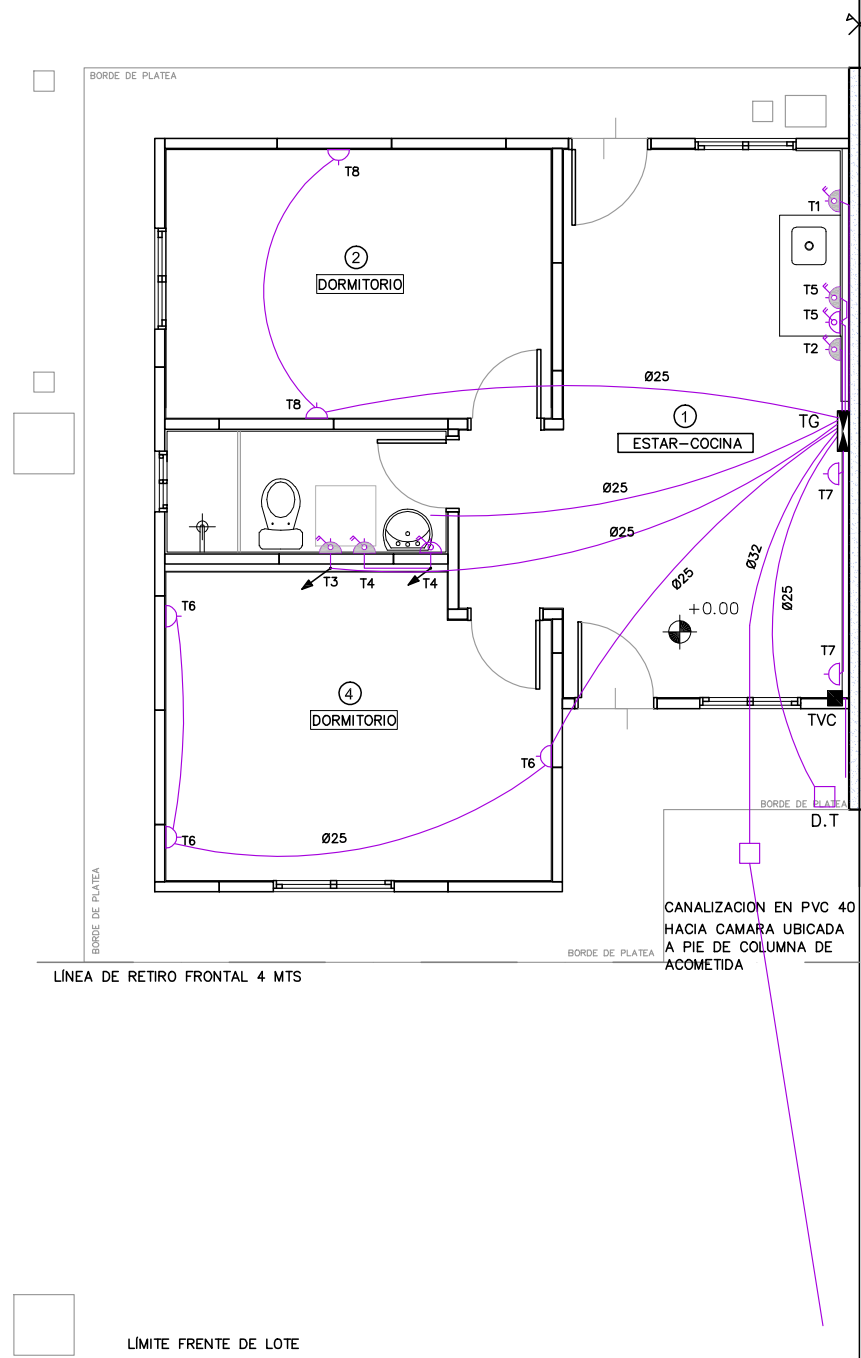 BORDE DE PLATEA
T8
T1
2
DORMITORIO
T5
T5
T2
Ø25
T8
1
TG
ESTAR-COCINA
T7
Ø25
Ø25
Ø32
Ø25
T3
T4
T4
Ø25
T6
+0.00
T7
4
DORMITORIO
TVC
T6
T6
Ø25
BORDE DE PLATEA
D.T
BORDE DE PLATEA
CANALIZACION EN PVC 40
HACIA CAMARA UBICADA
A PIE DE COLUMNA DE
ACOMETIDA
BORDE DE PLATEA
LÍNEA DE RETIRO FRONTAL 4 MTS
LÍMITE FRENTE DE LOTE